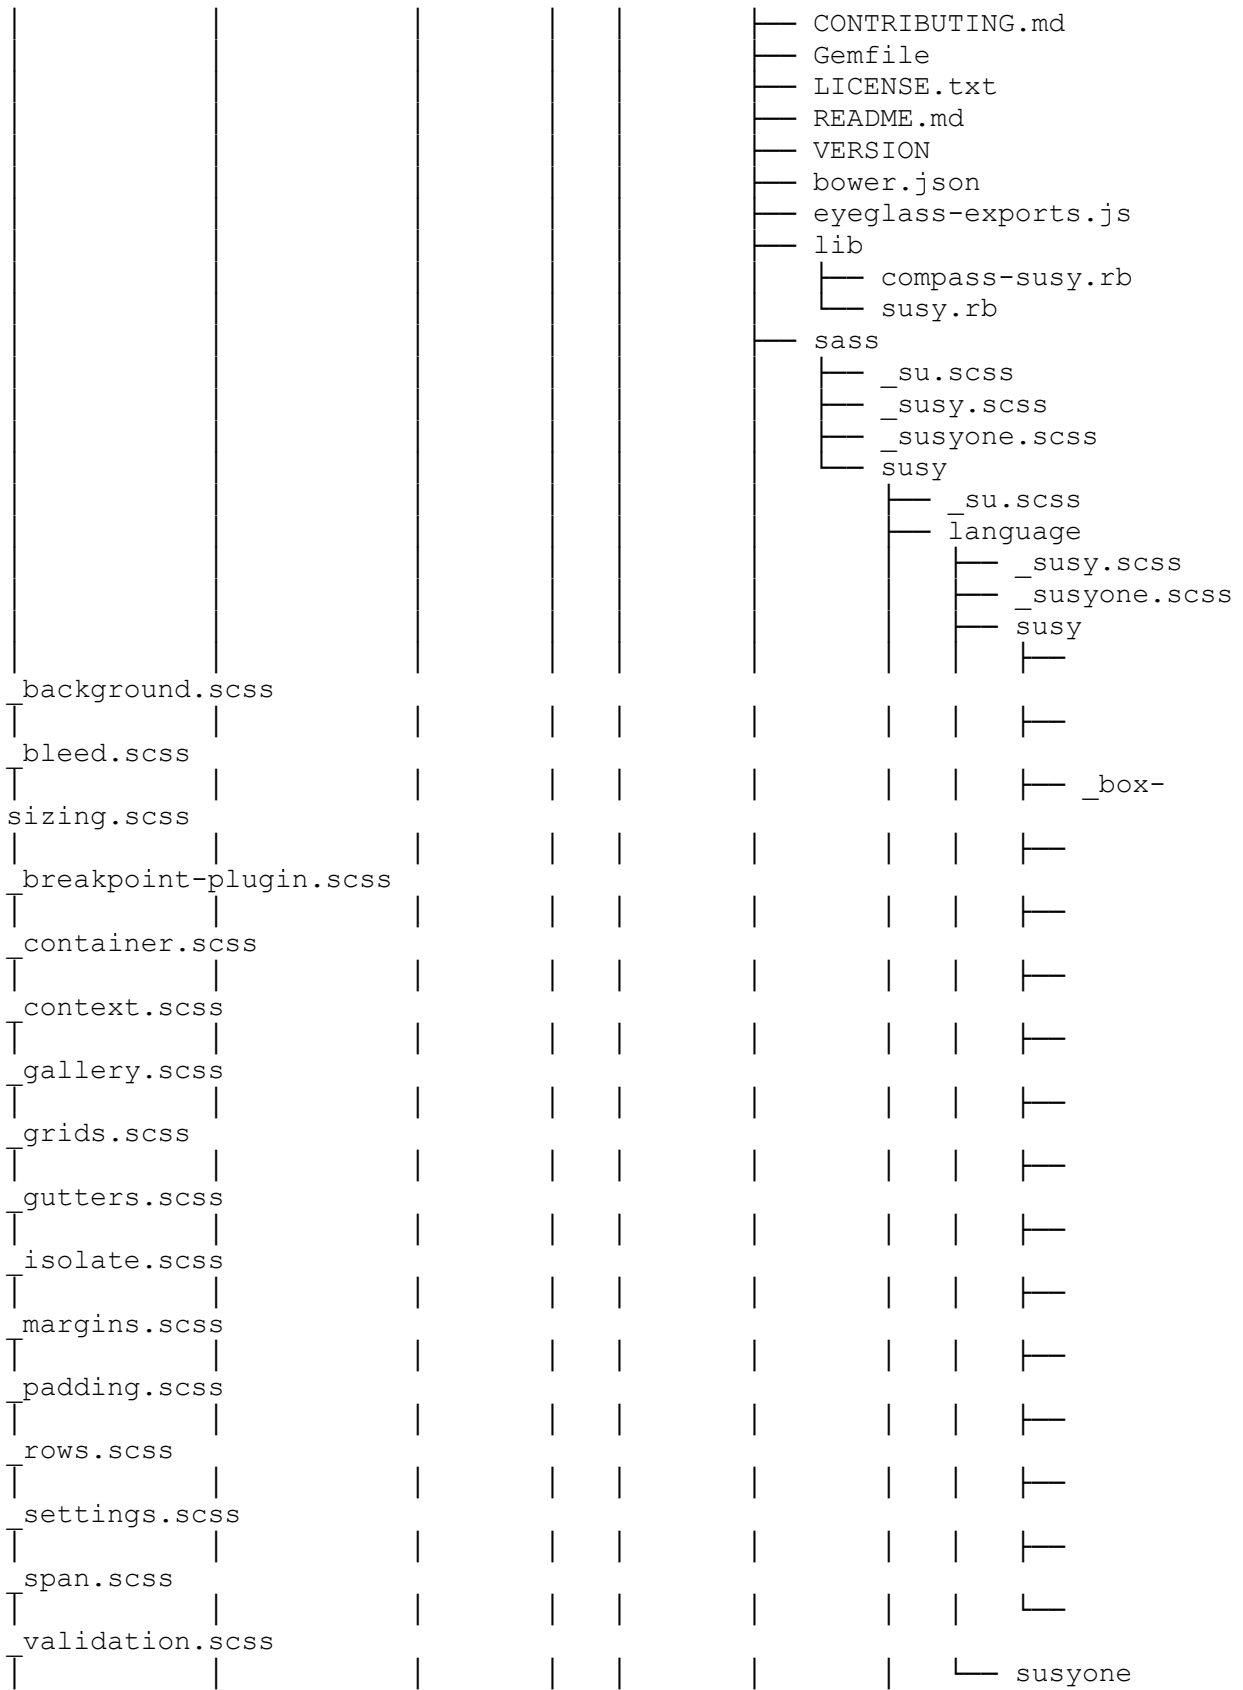 CONTRIBUTING.md
Gemfile
LICENSE.txt
README.md
VERSION
bower.json
eyeglass-exports.js
lib
compass-susy.rb
susy.rb
sass
_su.scss
_susy.scss
_susyone.scss
susy
_su.scss
language
_susy.scss
_susyone.scss
susy
_background.scss
_bleed.scss
_box-
sizing.scss
_breakpoint-plugin.scss
_container.scss
_context.scss
_gallery.scss
_grids.scss
_gutters.scss
_isolate.scss
_margins.scss
_padding.scss
_rows.scss
_settings.scss
_span.scss
_validation.scss
susyone